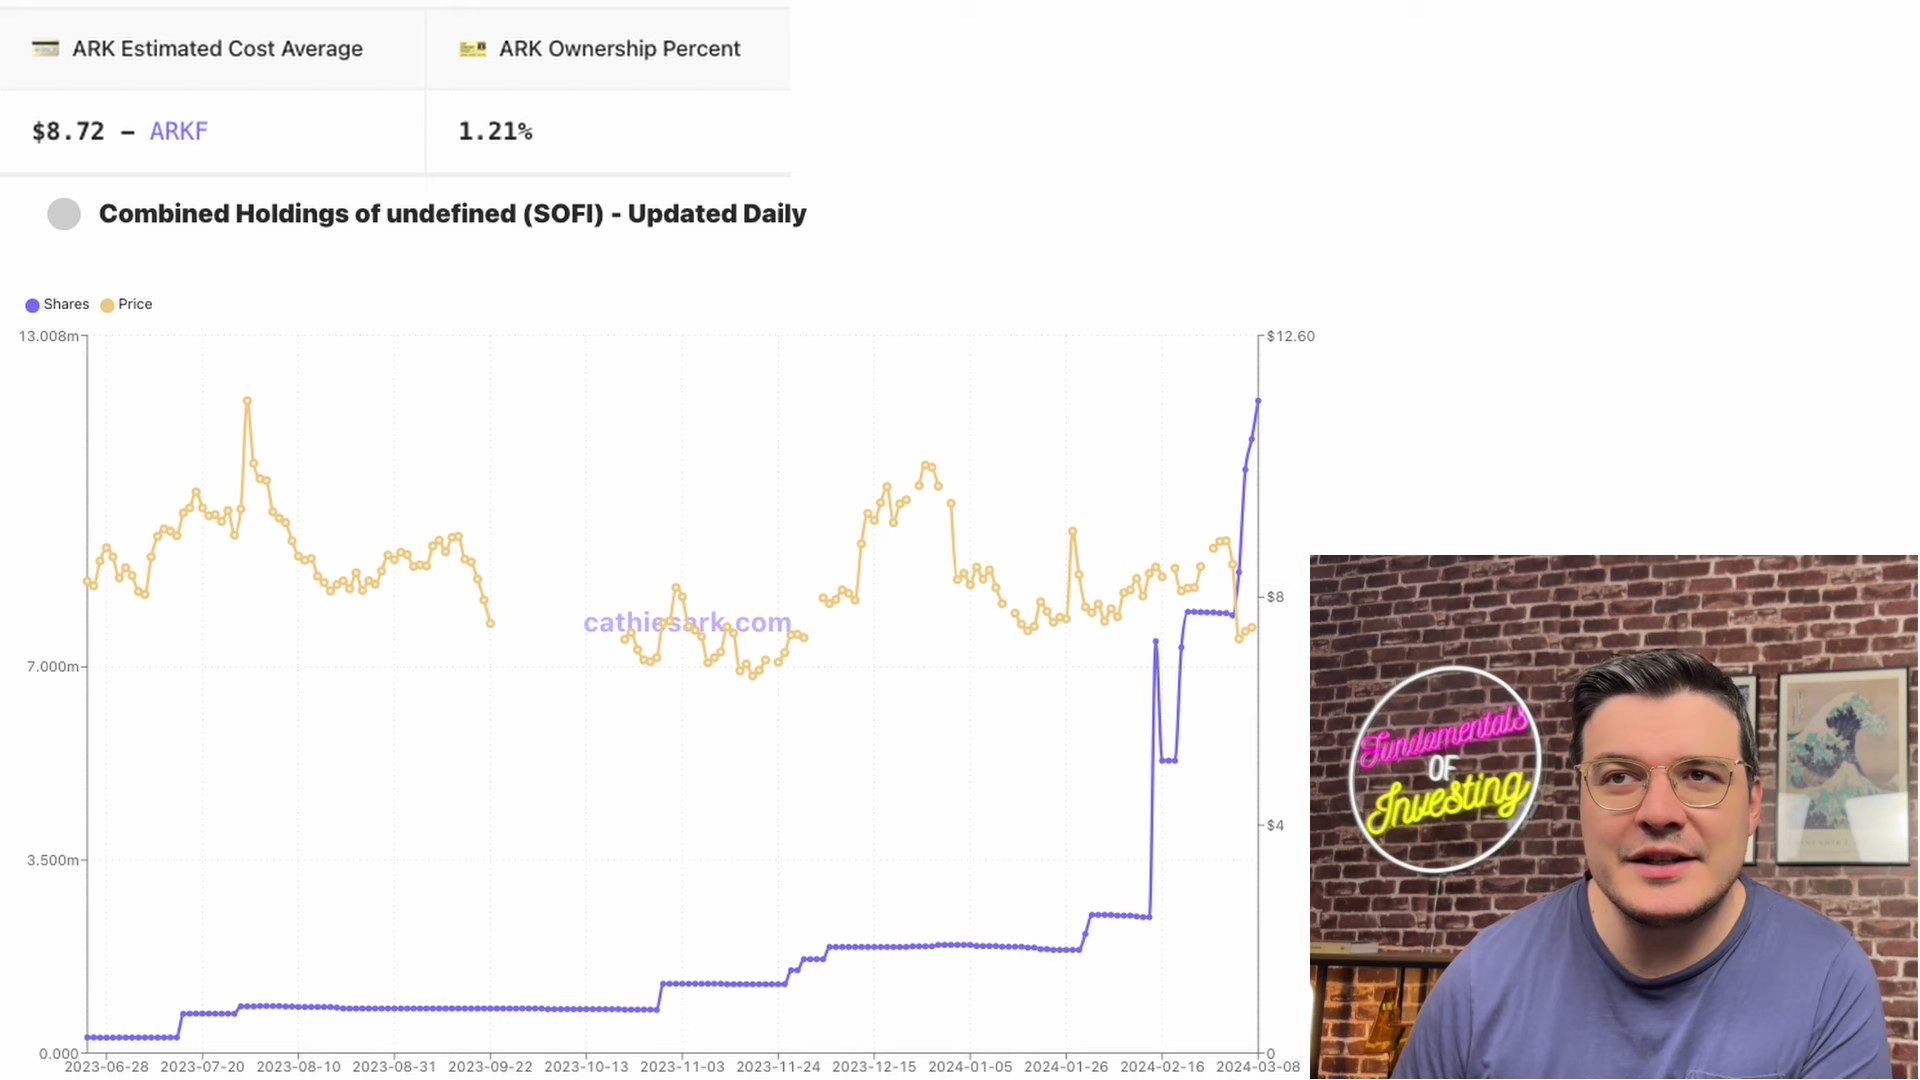 ARK Estimated Cost Average
ARK Ownership Percent
$8.72 – ARKF
1.21%
Combined Holdings of undefined (SOFI) - Updated Daily
Shares
Price
13.008m
7.000m
3.500m
0.000
$12.60
$8
$4
0
cathiesark.com
2023-06-28
2023-07-20
2023-08-10
2023-08-31
2023-09-22
2023-10-13
2023-11-03
2023-11-24
2023-12-15
2024-01-05
2024-01-26
2024-02-16
2024-03-08
Fundamentals
OF
Investing